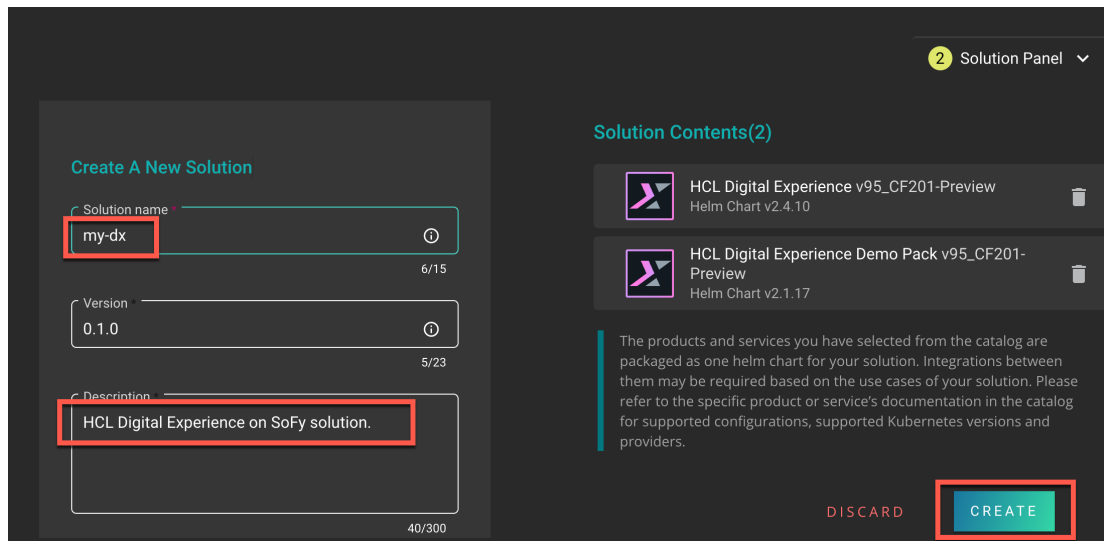 2 Solution Panel
Create A New Solution
Solution name *
my-dx
6/15
Version *
0.1.0
5/23
Description *
HCL Digital Experience on SoFy solution.
40/300
Solution Contents(2)
HCL Digital Experience v95_CF201-Preview
Helm Chart v2.4.10
HCL Digital Experience Demo Pack v95_CF201-
Preview
Helm Chart v2.1.17
The products and services you have selected from the catalog are
packaged as one helm chart for your solution. Integrations between
them may be required based on the use cases of your solution. Please
refer to the specific product or service's documentation in the catalog
for supported configurations, supported Kubernetes versions and
providers.
DISCARD
CREATE